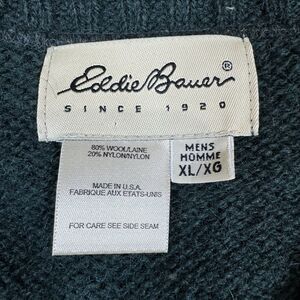 Eddie Bauer®
SINCE 1920
80% WOOL/LAINE
20% NYLON/NYLON
MADE IN U.S.A.
FABRIQUE AUX ETATS-UNIS
FOR CARE SEE SIDE SEAM
MENS
HOMME
XL/XG